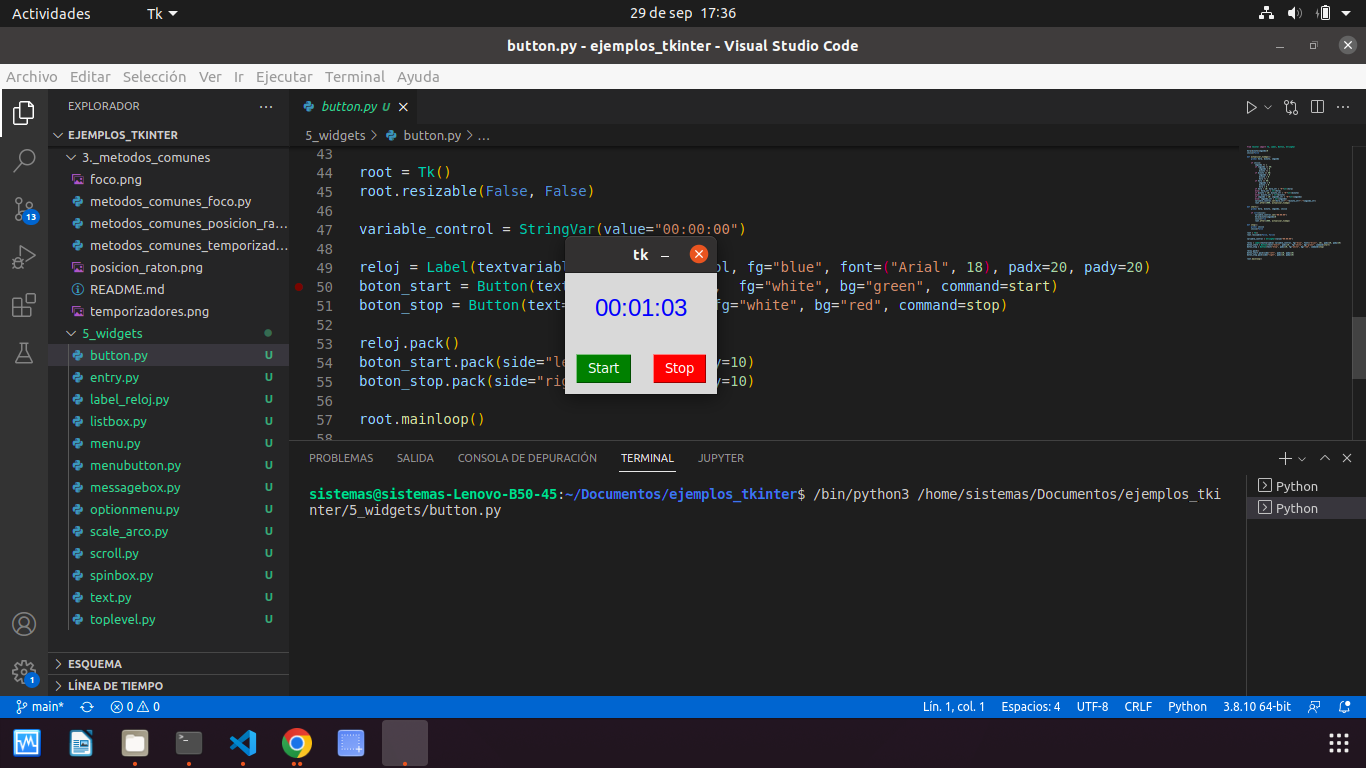 Actividades Tk 29 de sep 17:36
button.py - ejemplos_tkinter - Visual Studio Code
Archivo Editar Selección Ver Ir Ejecutar Terminal Ayuda
EXPLORADOR
EJEMPLOS_TKINTER
3._metodos_comunes
foco.png
metodos_comunes_foco.py
metodos_comunes_posicion_ra...
metodos_comunes_temporizad...
posicion_raton.png
README.md
temporizadores.png
5_widgets
button.py U
entry.py U
label_reloj.py U
listbox.py U
menu.py U
menubutton.py U
messagebox.py U
optionmenu.py U
scale_arco.py U
scroll.py U
spinbox.py U
text.py U
toplevel.py U
ESQUEMA
LÍNEA DE TIEMPO
13
1
button.py U
5_widgets > button.py > ...
43
44 root = Tk()
45 root.resizable(False, False)
46
47 variable_control = StringVar(value="00:00:00")
48
49 reloj = Label(textvariabl ol, fg="blue", font=("Arial", 18), padx=20, pady=20)
50 boton_start = Button(text , fg="white", bg="green", command=start)
51 boton_stop = Button(text= fg="white", bg="red", command=stop)
52
53 reloj.pack()
54 boton_start.pack(side="le y=10)
55 boton_stop.pack(side="rig y=10)
56
57 root.mainloop()
58
tk
00:01:03
Start Stop
PROBLEMAS SALIDA CONSOLA DE DEPURACIÓN TERMINAL JUPYTER
sistemas@sistemas-Lenovo-B50-45:~/Documentos/ejemplos_tkinter$ /bin/python3 /home/sistemas/Documentos/ejemplos_tki
nter/5_widgets/button.py
Python
Python
main* 0 0 Lín. 1, col. 1 Espacios: 4 UTF-8 CRLF Python 3.8.10 64-bit